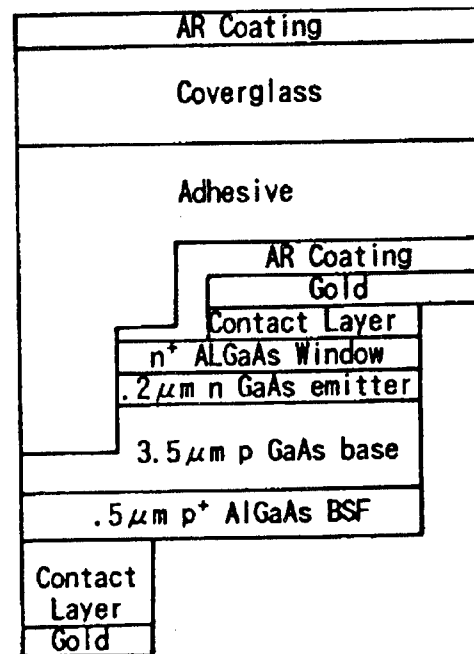 AR Coating
Coverglass
Adhesive
AR Coating
Gold
Contact Layer
n⁺ ALGaAs Window
.2μm n GaAs emitter
3.5μm p GaAs base
.5μm p⁺ AlGaAs BSF
Contact
Layer
Gold